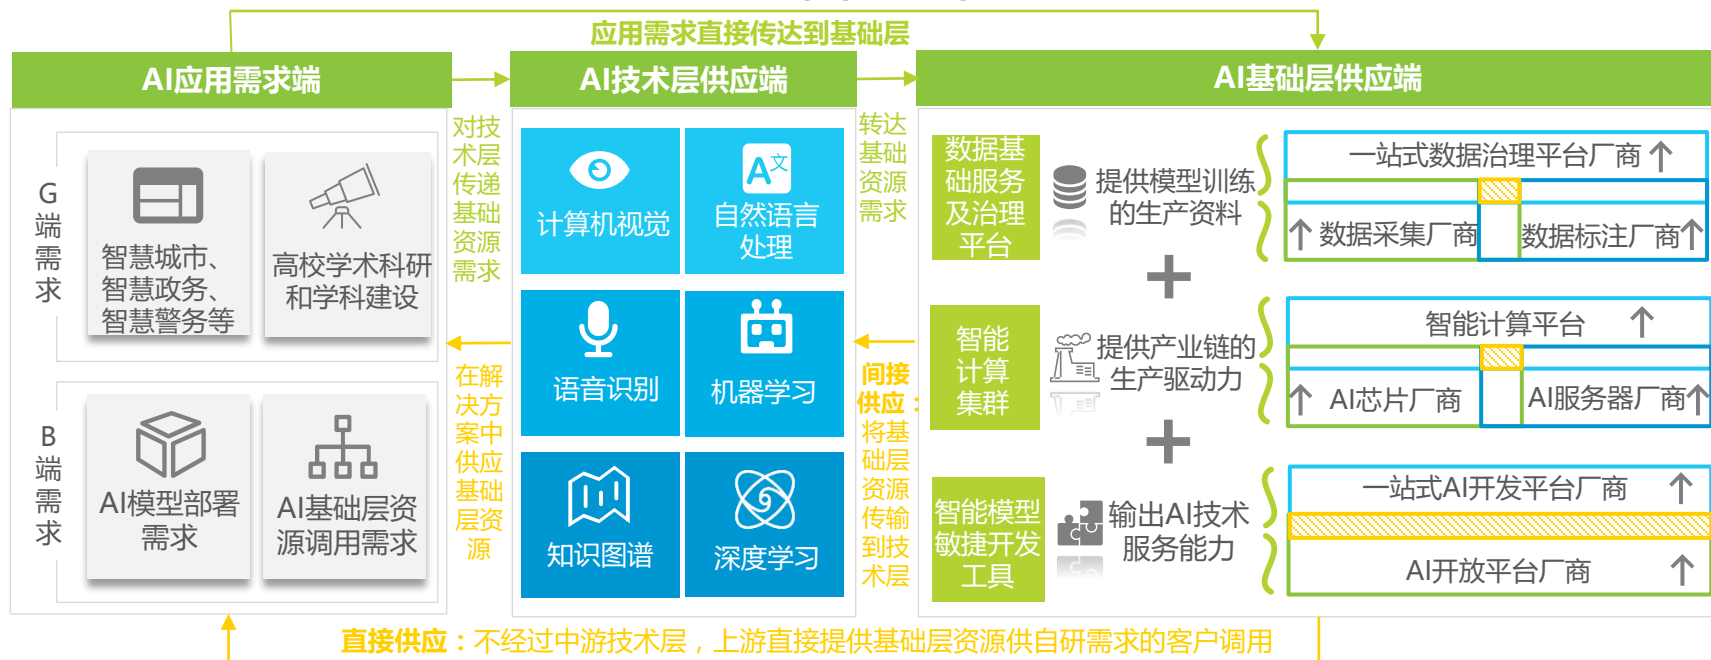 应用需求直接传达到基础层
AI应用需求端
AI技术层供应端
AI基础层供应端
G
端
需
求
智慧城市、
智慧政务、
智慧警务等
高校学术科研
和学科建设
B
端
需
求
AI模型部署
需求
AI基础层资
源调用需求
对技
术层
传递
基础
资源
需求
在解
决方
案中
供应
基础
层资
源
计算机视觉
A文
自然语言
处理
语音识别
机器学习
知识图谱
深度学习
转达
基础
资源
需求
间接
供应：
将基
础层
资源
传输
到技
术层
数据基
础服务
及治理
平台
提供模型训练
的生产资料
一站式数据治理平台厂商
数据采集厂商
数据标注厂商
智能
计算
集群
提供产业链的
生产驱动力
智能计算平台
AI芯片厂商
AI服务器厂商
智能模型
敏捷开发
工具
输出AI技术
服务能力
一站式AI开发平台厂商
AI开放平台厂商
直接供应：不经过中游技术层，上游直接提供基础层资源供自研需求的客户调用